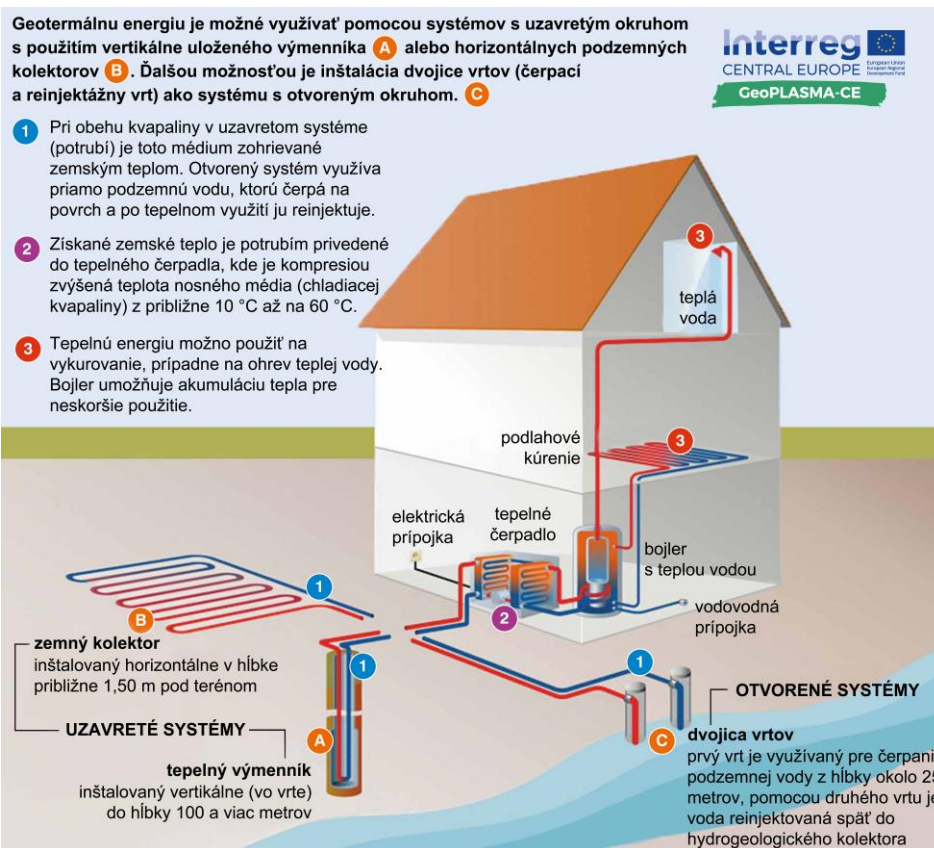 Geotermálnu energiu je možné využívať pomocou systémov s uzavretým okruhom
s použitím vertikálne uloženého výmenníka A alebo horizontálnych podzemných
kolektorov B. Ďalšou možnosťou je inštalácia dvojice vrtov (čerpací
a reinjektážny vrt) ako systému s otvoreným okruhom. C
Interreg
CENTRAL EUROPE
European Union
European Regional
Development Fund
GeoPLASMA-CE
1 Pri obehu kvapaliny v uzavretom systéme
(potrubí) je toto médium zohrievané
zemským teplom. Otvorený systém využíva
priamo podzemnú vodu, ktorú čerpá na
povrch a po tepelnom využití ju reinjektuje.
2 Získané zemské teplo je potrubím privedené
do tepelného čerpadla, kde je kompresiou
zvýšená teplota nosného média (chladiacej
kvapaliny) z približne 10 °C až na 60 °C.
3 Tepelnú energiu možno použiť na
vykurovanie, prípadne na ohrev teplej vody.
Bojler umožňuje akumuláciu tepla pre
neskoršie použitie.
3
teplá
voda
podlahové
kúrenie
3
elektrická
prípojka
tepelné
čerpadlo
bojler
s teplou vodou
2
vodovodná
prípojka
1
B
zemný kolektor
inštalovaný horizontálne v hĺbke
približne 1,50 m pod terénom
UZAVRETÉ SYSTÉMY
1
A
tepelný výmenník
inštalovaný vertikálne (vo vrte)
do hĺbky 100 a viac metrov
1
C
OTVORENÉ SYSTÉMY
dvojica vrtov
prvý vrt je využívaný pre čerpani
podzemnej vody z hĺbky okolo 25
metrov, pomocou druhého vrtu je
voda reinjektovaná späť do
hydrogeologického kolektora